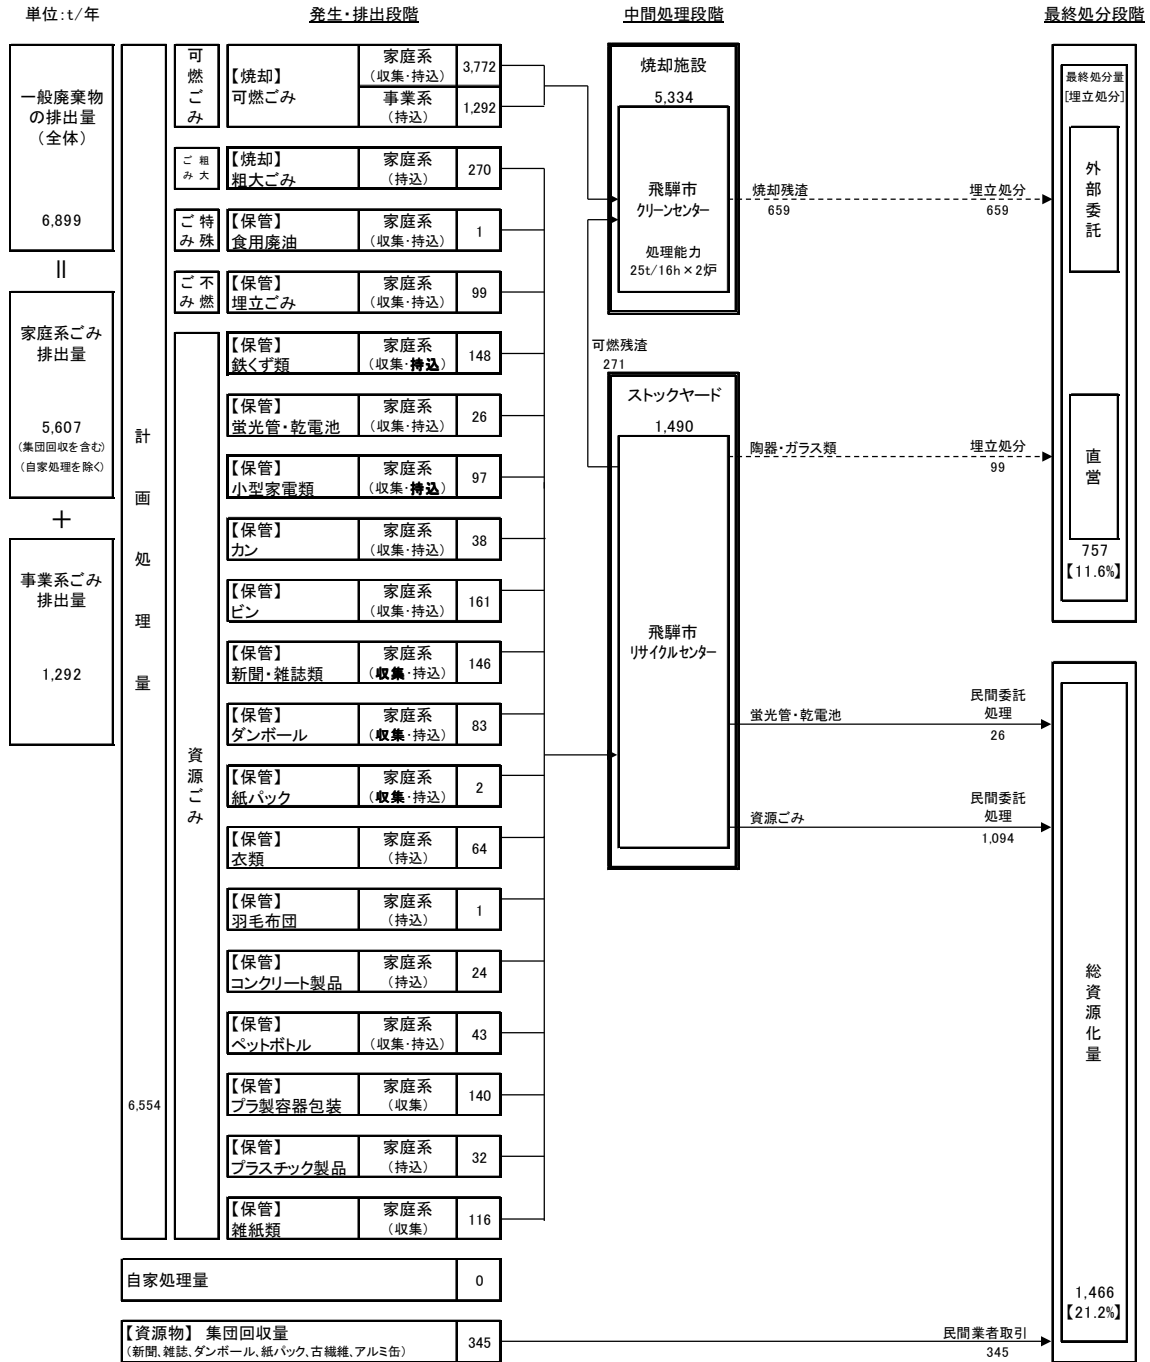 単位:t/年
発生・排出段階
中間処理段階
最終処分段階
一般廃棄物
の排出量
(全体)
6,899
＝
家庭系ごみ
排出量
5,607
(集団回収を含む)
(自家処理を除く)
＋
事業系ごみ
排出量
1,292
計画処理量
6,554
可燃ごみ
【焼却】
可燃ごみ
家庭系
(収集・持込)
3,772
事業系
(持込)
1,292
粗大ごみ
【焼却】
粗大ごみ
家庭系
(持込)
270
特殊ごみ
【保管】
食用廃油
家庭系
(収集・持込)
1
不燃ごみ
【保管】
埋立ごみ
家庭系
(収集・持込)
99
資源ごみ
【保管】
鉄くず類
家庭系
(収集・持込)
148
【保管】
蛍光管・乾電池
家庭系
(収集・持込)
26
【保管】
小型家電類
家庭系
(収集・持込)
97
【保管】
カン
家庭系
(収集・持込)
38
【保管】
ビン
家庭系
(収集・持込)
161
【保管】
新聞・雑誌類
家庭系
(収集・持込)
146
【保管】
ダンボール
家庭系
(収集・持込)
83
【保管】
紙パック
家庭系
(収集・持込)
2
【保管】
衣類
家庭系
(持込)
64
【保管】
羽毛布団
家庭系
(持込)
1
【保管】
コンクリート製品
家庭系
(持込)
24
【保管】
ペットボトル
家庭系
(収集・持込)
43
【保管】
プラ製容器包装
家庭系
(収集)
140
【保管】
プラスチック製品
家庭系
(持込)
32
【保管】
雑紙類
家庭系
(収集)
116
自家処理量
0
【資源物】 集団回収量
(新聞、雑誌、ダンボール、紙パック、古繊維、アルミ缶)
345
焼却施設
5,334
飛騨市
クリーンセンター
処理能力
25t/16h×2炉
可燃残渣
271
ストックヤード
1,490
飛騨市
リサイクルセンター
焼却残渣
659
埋立処分
659
陶器・ガラス類
埋立処分
99
蛍光管・乾電池
民間委託
処理
26
資源ごみ
民間委託
処理
1,094
民間業者取引
345
最終処分量
[埋立処分]
外部委託
直営
757
【11.6%】
総資源化量
1,466
【21.2%】